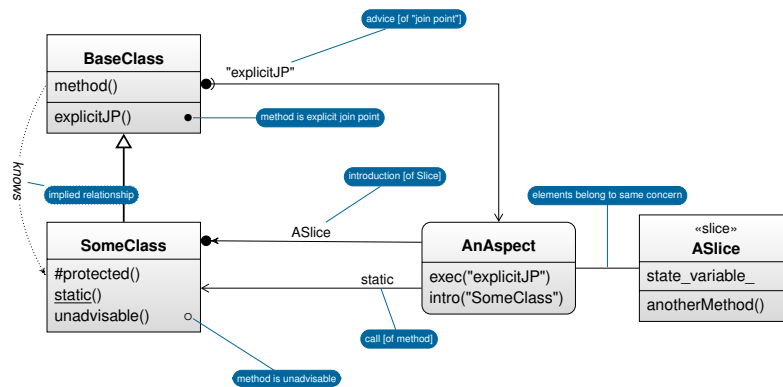 advice [of "join point"]
BaseClass
method()
explicitJP()
"explicitJP"
method is explicit join point
knows
implied relationship
introduction [of Slice]
elements belong to same concern
SomeClass
#protected()
static()
unadvisable()
ASlice
static
AnAspect
exec("explicitJP")
intro("SomeClass")
«slice»
ASlice
state_variable_
anotherMethod()
call [of method]
method is unadvisable